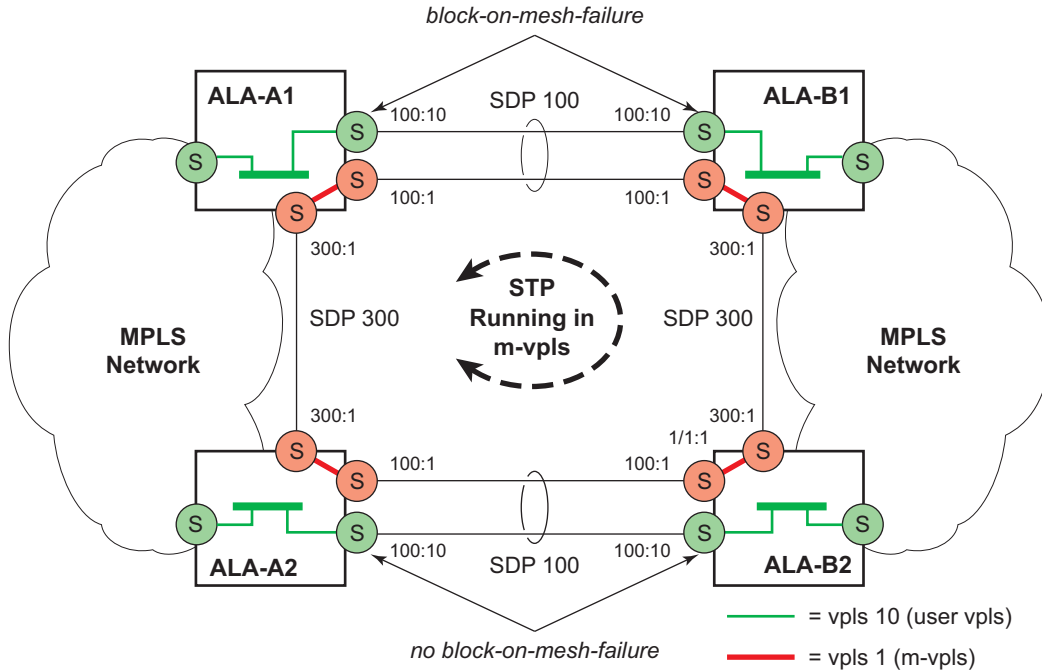 block-on-mesh-failure
ALA-A1
ALA-B1
SDP 100
100:10
100:10
S
S
S
S
S
S
100:1
100:1
S
S
300:1
300:1
STP
Running in
m-vpls
SDP 300
SDP 300
MPLS
Network
MPLS
Network
300:1
300:1
1/1:1
S
S
100:1
100:1
S
S
S
S
S
S
100:10
100:10
SDP 100
ALA-A2
ALA-B2
no block-on-mesh-failure
= vpls 10 (user vpls)
= vpls 1 (m-vpls)